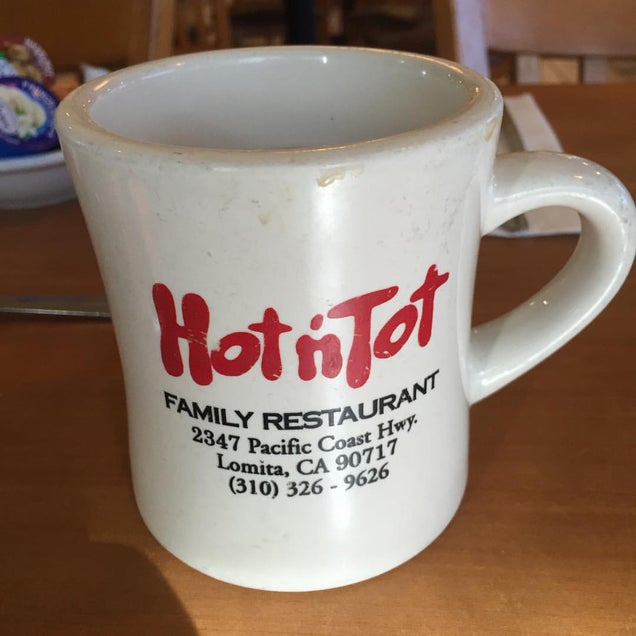 Hot 'n Tot
FAMILY RESTAURANT
2347 Pacific Coast Hwy.
Lomita, CA 90717
(310) 326 - 9626